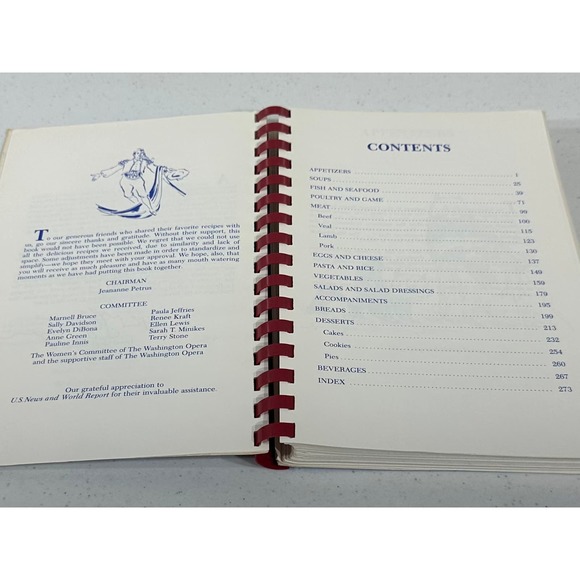 To our generous friends who shared their favorite recipes with
us, go our sincere thanks and gratitude. Without their support, this
book would not have been possible. We regret that we could not use
all the delicious recipes we received, due to similarity and lack of
space. Some adjustments have been made in order to standardize and
simplify—we hope they meet with your approval. We hope, also, that
you will receive as much pleasure and have as many mouth watering
moments as we have had putting this book together.
CHAIRMAN
Jeananne Petrus
COMMITTEE
Marnell Bruce Paula Jeffries
Sally Davidson Renee Kraft
Evelyn DiBona Ellen Lewis
Anne Green Sarah T. Minikes
Pauline Innis Terry Stone
The Women's Committee of The Washington Opera
and the supportive staff of The Washington Opera
Our grateful appreciation to
U.S. News and World Report for their invaluable assistance.
CONTENTS
APPETIZERS 1
SOUPS 25
FISH AND SEAFOOD 39
POULTRY AND GAME 71
MEAT 99
Beef 100
Veal 115
Lamb 123
Pork 130
EGGS AND CHEESE 137
PASTA AND RICE 149
VEGETABLES 159
SALADS AND SALAD DRESSINGS 179
ACCOMPANIMENTS 195
BREADS 199
DESSERTS 213
Cakes 232
Cookies 254
Pies 260
BEVERAGES 267
INDEX 273